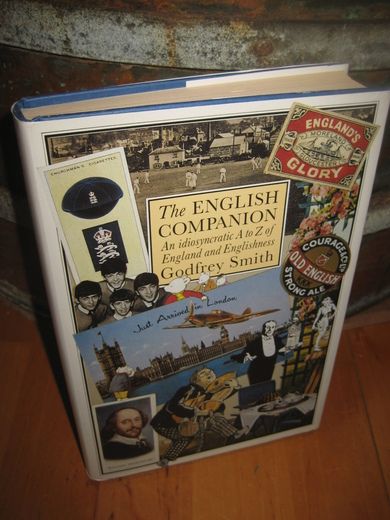 CHURCHMAN'S CIGARETTES
ENGLAND'S
GLORY
The ENGLISH
COMPANION
An idiosyncratic A to Z of
England and Englishness
Godfrey Smith
COURAGE
OLD ENGLISH
STRONG ALE
Just Arrived in London